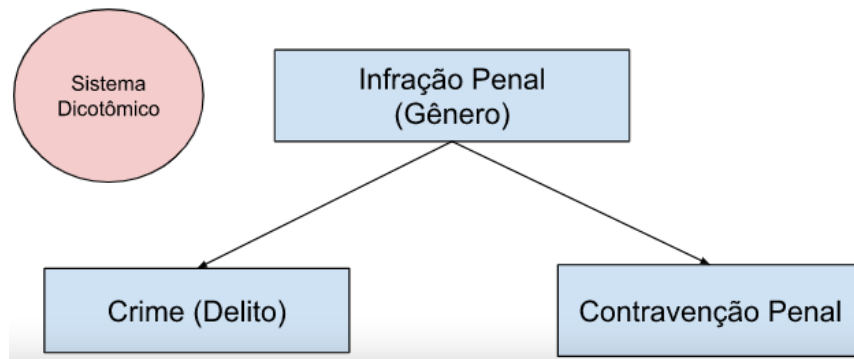 Sistema
Dicotômico
Infração Penal
(Gênero)
Crime (Delito)
Contravenção Penal